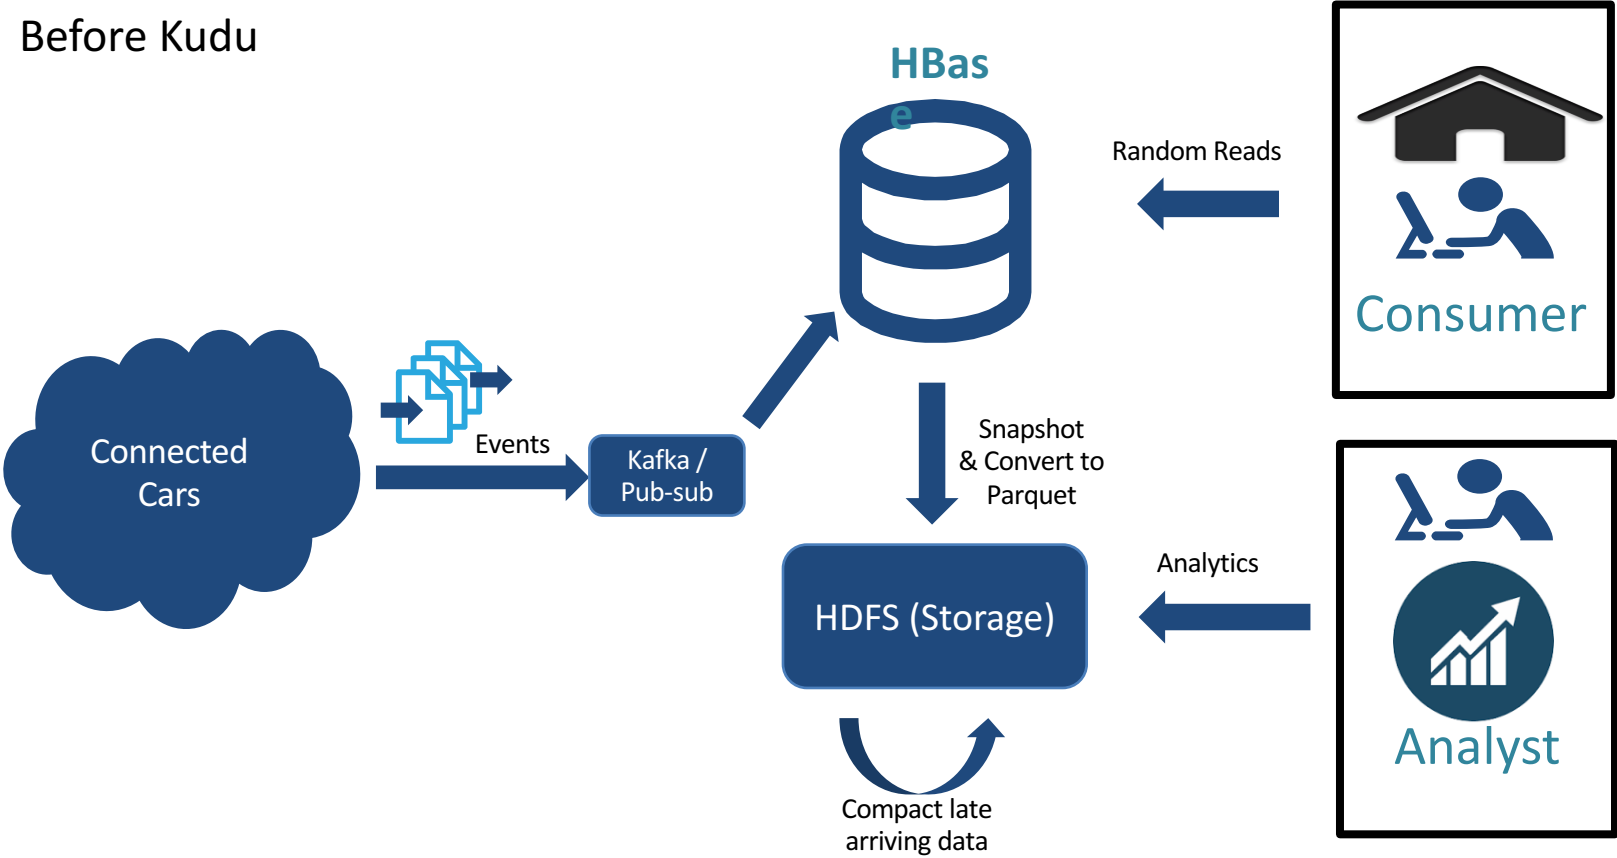 Before Kudu
HBas
e
Random Reads
Consumer
Connected
Cars
Events
Kafka /
Pub-sub
Snapshot
& Convert to
Parquet
Analytics
HDFS (Storage)
Analyst
Compact late
arriving data